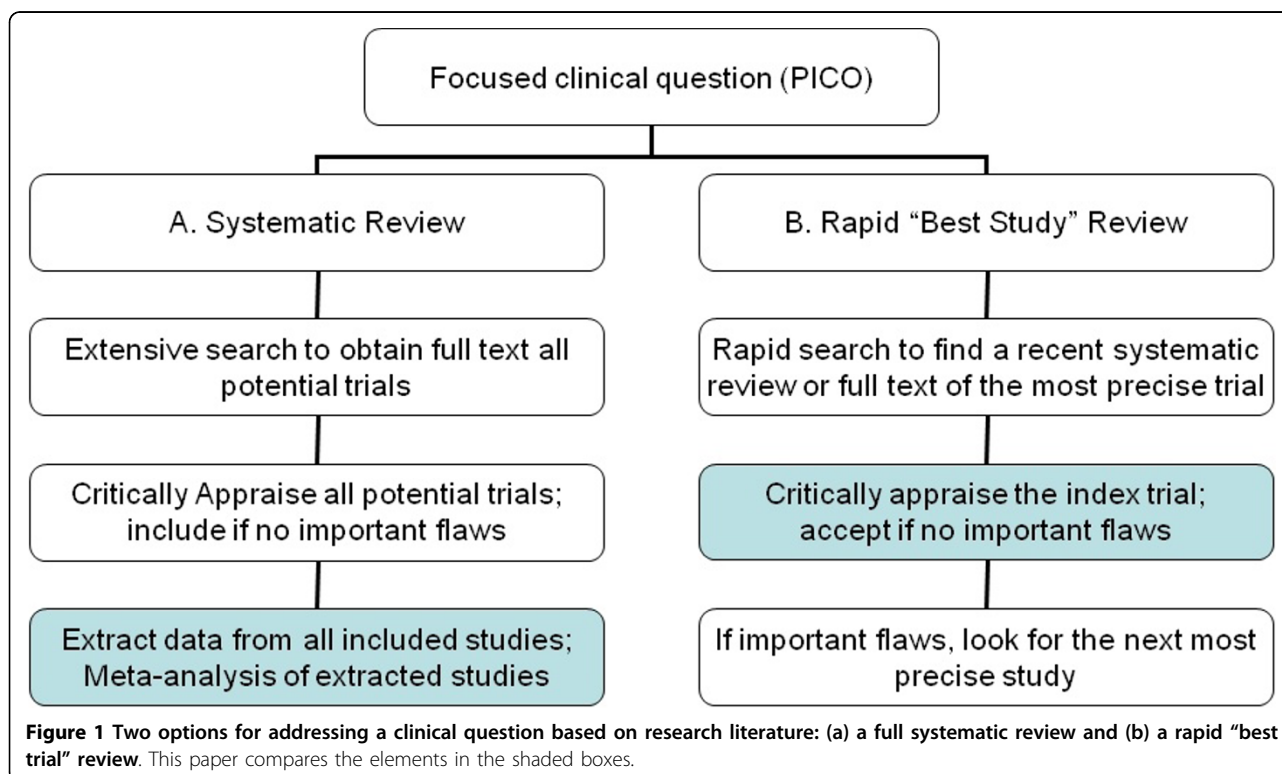 Focused clinical question (PICO)
A. Systematic Review
B. Rapid “Best Study” Review
Extensive search to obtain full text all
potential trials
Rapid search to find a recent systematic
review or full text of the most precise trial
Critically Appraise all potential trials;
include if no important flaws
Critically appraise the index trial;
accept if no important flaws
Extract data from all included studies;
Meta-analysis of extracted studies
If important flaws, look for the next most
precise study
Figure 1 Two options for addressing a clinical question based on research literature: (a) a full systematic review and (b) a rapid “best
trial” review. This paper compares the elements in the shaded boxes.